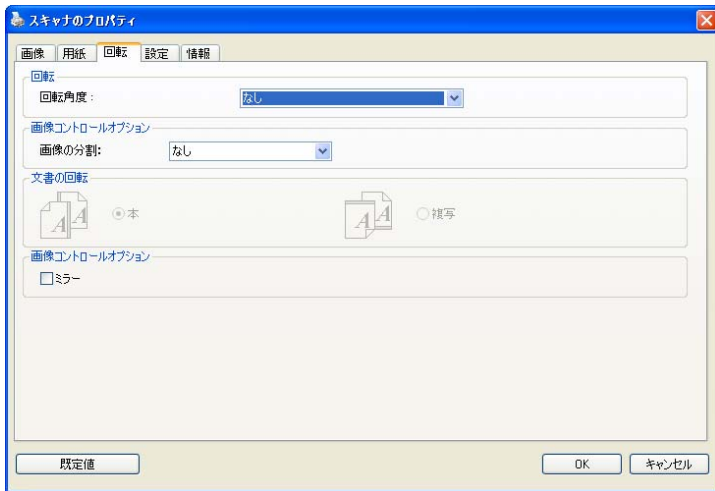 スキャナのプロパティ
画像 用紙 回転 設定 情報
回転
回転角度: なし
画像コントロールオプション
画像の分割: なし
文書の回転
A A 本 A A 複写
画像コントロールオプション
ミラー
既定値 OK キャンセル